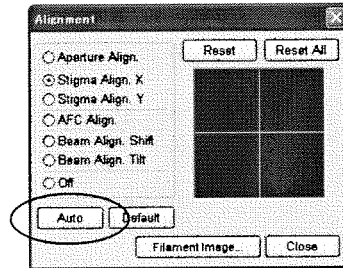 Alignment
Reset
Reset All
Aperture Align.
Stigma Align. X
Stigma Align. Y
AFC Align.
Beam Align. Shift
Beam Align. Tilt
Off
Auto
Default
Filament Image...
Close